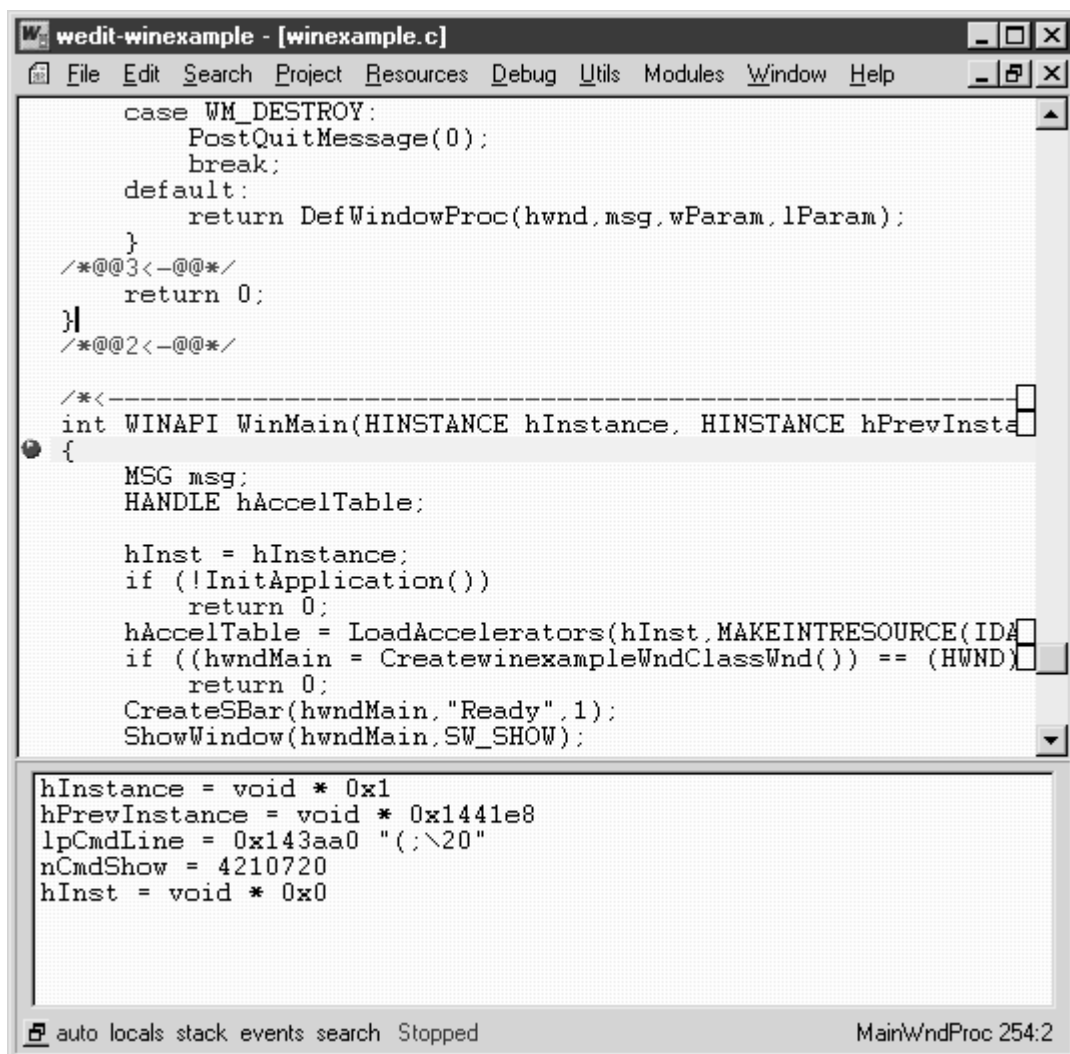 wedit-winexample - [winexample.c]
File Edit Search Project Resources Debug Utils Modules Window Help
case WM_DESTROY:
PostQuitMessage(0);
break;
default:
return DefWindowProc(hwnd,msg,wParam,lParam);
}
/*@@3<-@@*/
return 0;
}
/*@@2<-@@*/
/*<----------------------------------------------------------
int WINAPI WinMain(HINSTANCE hInstance, HINSTANCE hPrevInsta
{
MSG msg;
HANDLE hAccelTable;
hInst = hInstance;
if (!InitApplication())
return 0;
hAccelTable = LoadAccelerators(hInst,MAKEINTRESOURCE(IDA
if ((hwndMain = CreatewinexampleWndClassWnd()) == (HWND)
return 0;
CreateSBar(hwndMain,"Ready",1);
ShowWindow(hwndMain,SW_SHOW);
hInstance = void * 0x1
hPrevInstance = void * 0x1441e8
lpCmdLine = 0x143aa0 "(;\20"
nCmdShow = 4210720
hInst = void * 0x0
auto locals stack events search Stopped MainWndProc 254:2